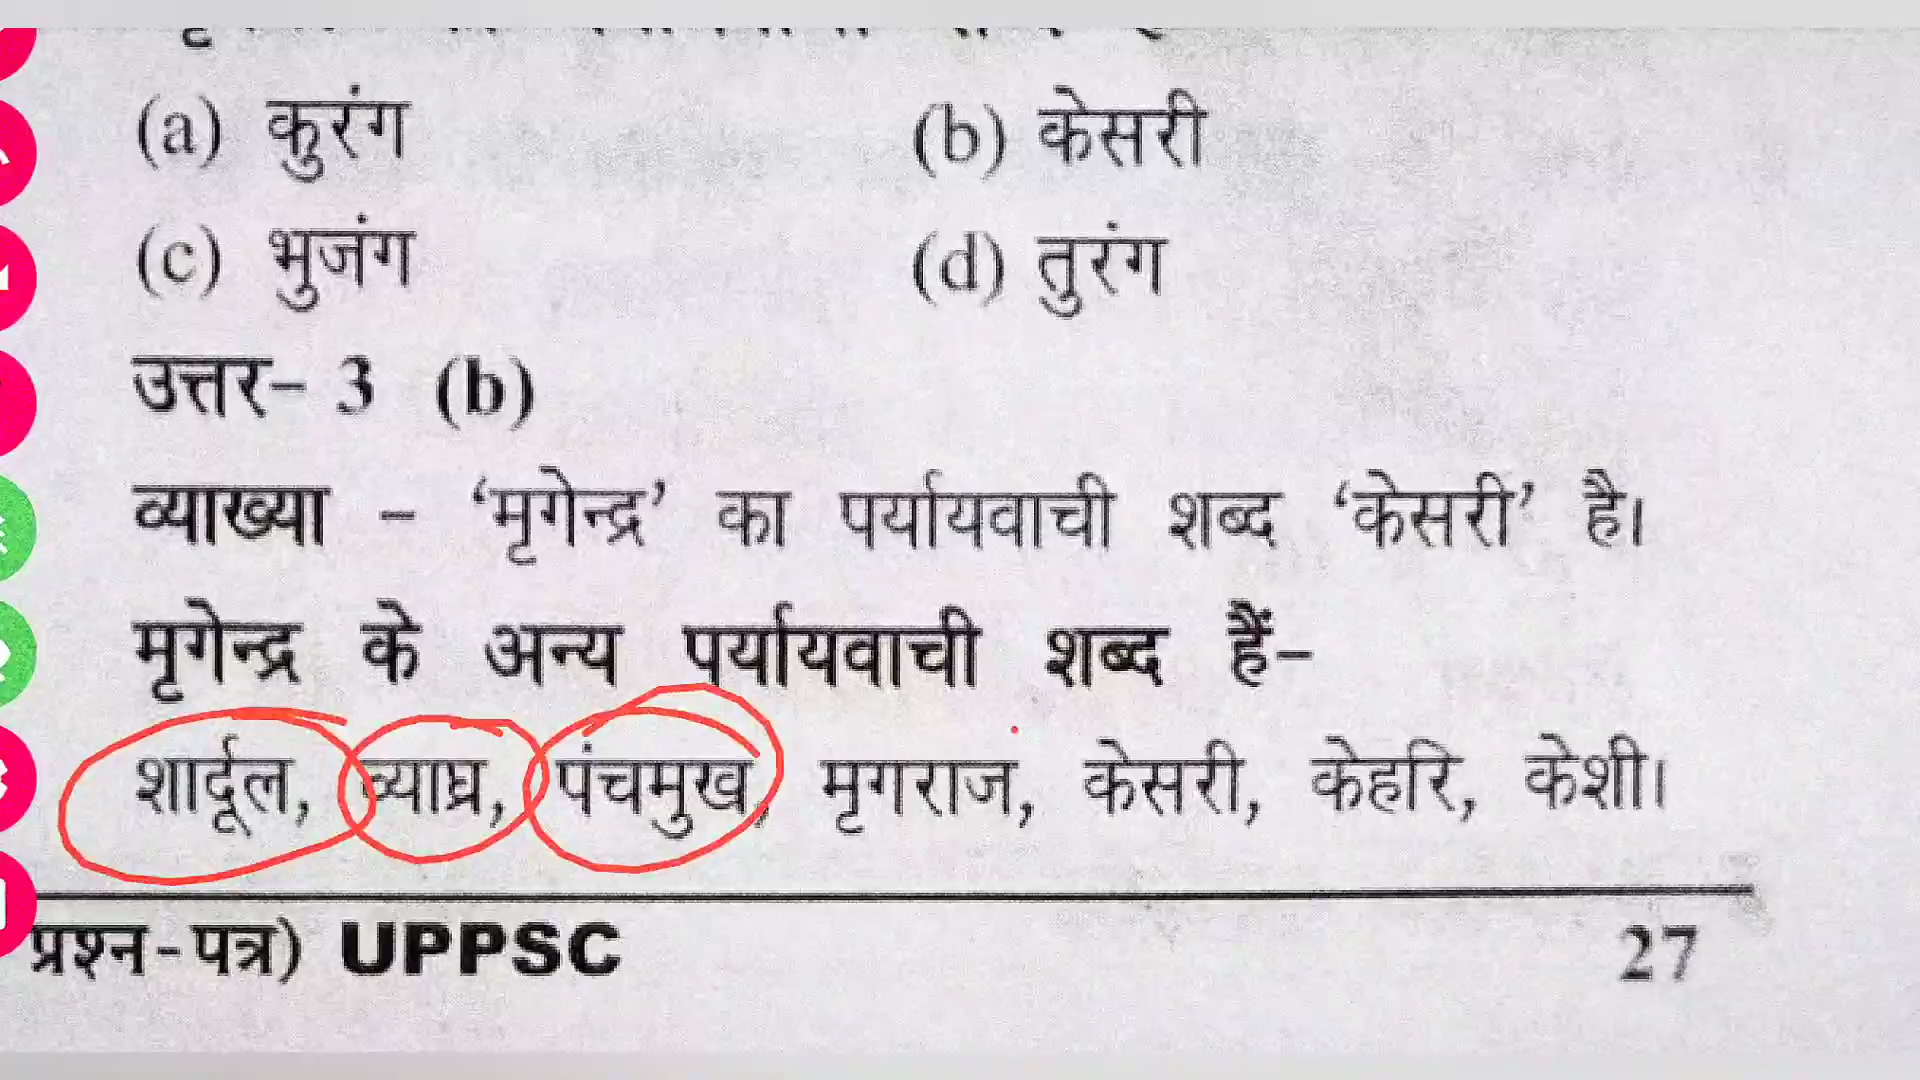 (a) कुरंग (b) केसरी
(c) भुजंग (d) तुरंग
उत्तर- 3 (b)
व्याख्या - ‘मृगेन्द्र’ का पर्यायवाची शब्द ‘केसरी’ है।
मृगेन्द्र के अन्य पर्यायवाची शब्द हैं-
शार्दूल, व्याघ्र, पंचमुख, मृगराज, केसरी, केहरि, केशी।
प्रश्न-पत्र) UPPSC 27